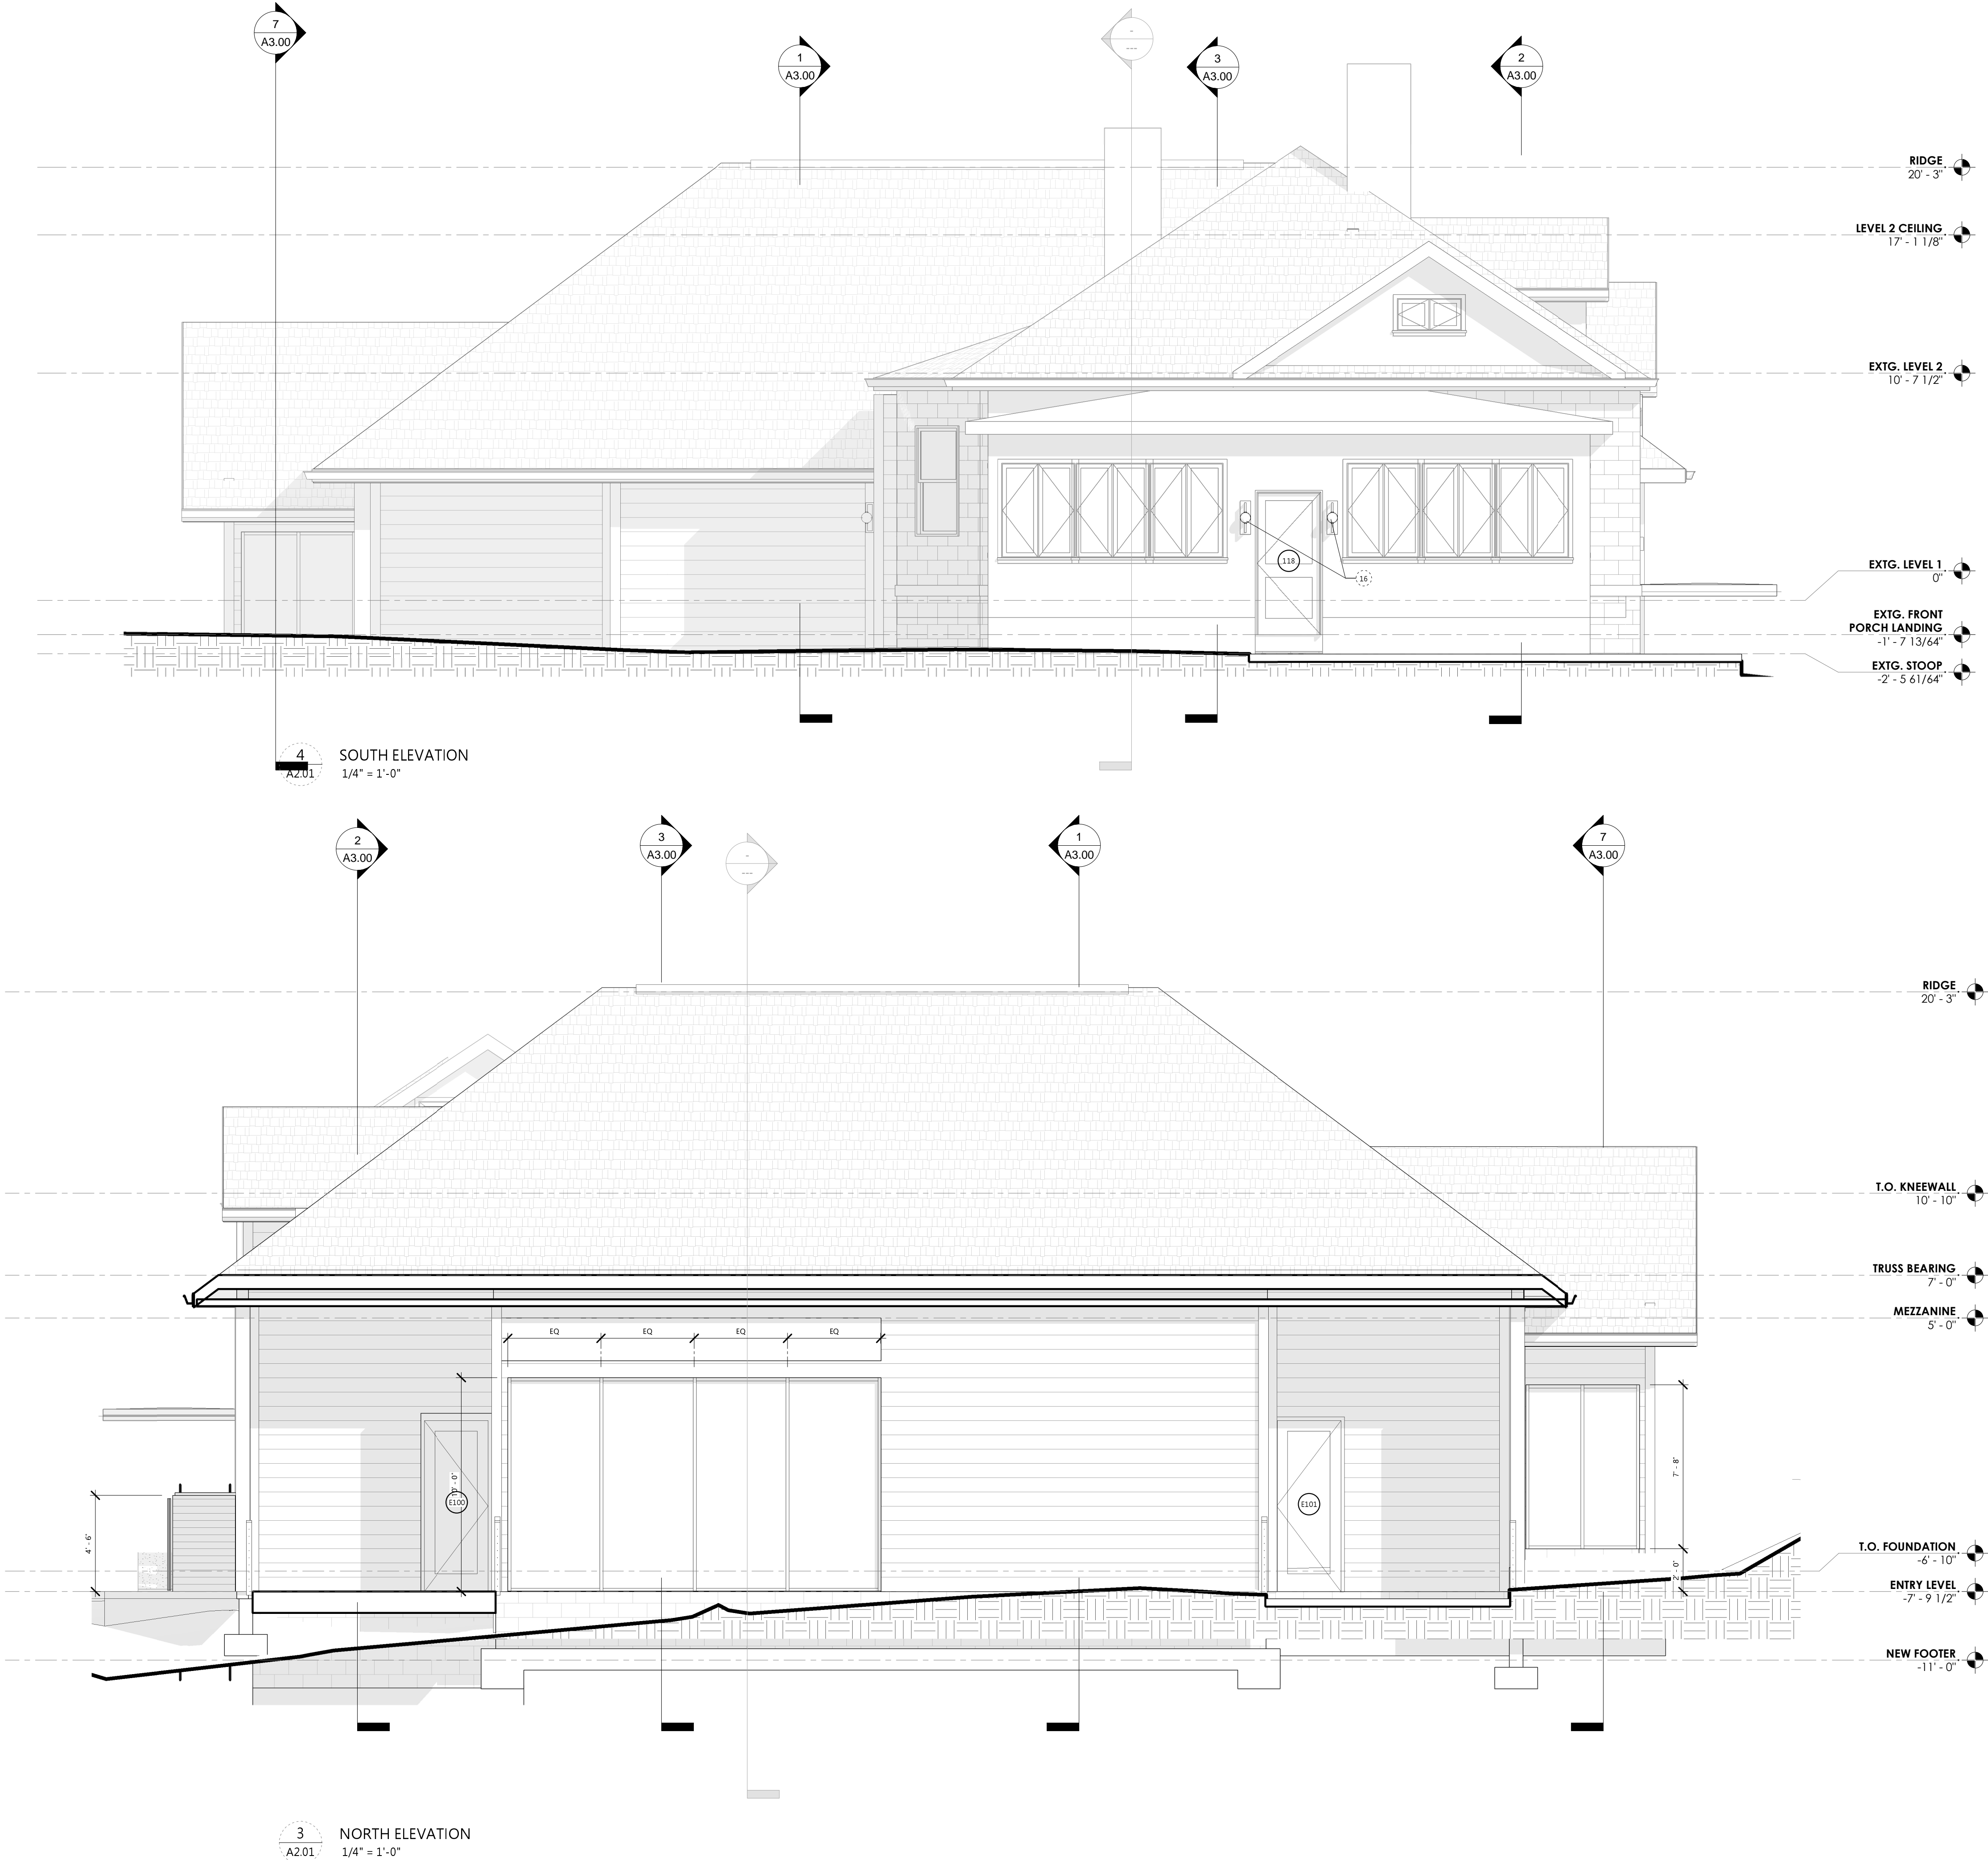 7
A3.00
1
A3.00
-
---
3
A3.00
2
A3.00
RIDGE
20' - 3"
LEVEL 2 CEILING
17' - 1 1/8"
EXTG. LEVEL 2
10' - 7 1/2"
EXTG. LEVEL 1
0"
118
16
EXTG. FRONT
PORCH LANDING
-1' - 7 13/64"
EXTG. STOOP
-2' - 5 61/64"
4
A2.01
SOUTH ELEVATION
1/4" = 1'-0"
2
A3.00
3
A3.00
-
---
1
A3.00
7
A3.00
RIDGE
20' - 3"
T.O. KNEEWALL
10' - 10"
TRUSS BEARING
7' - 0"
MEZZANINE
5' - 0"
EQ EQ EQ EQ
10' - 0"
E100
E101
7' - 8"
4' - 6"
2' - 0"
T.O. FOUNDATION
-6' - 10"
ENTRY LEVEL
-7' - 9 1/2"
NEW FOOTER
-11' - 0"
3
A2.01
NORTH ELEVATION
1/4" = 1'-0"